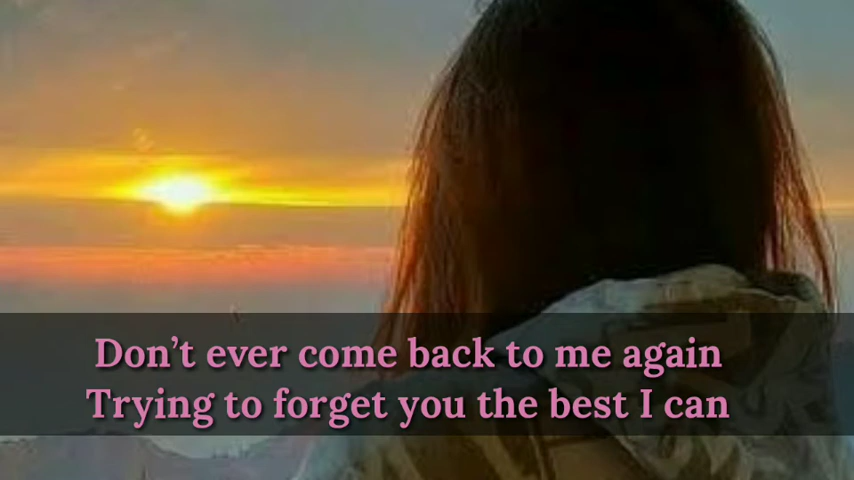 Don’t ever come back to me again
Trying to forget you the best I can